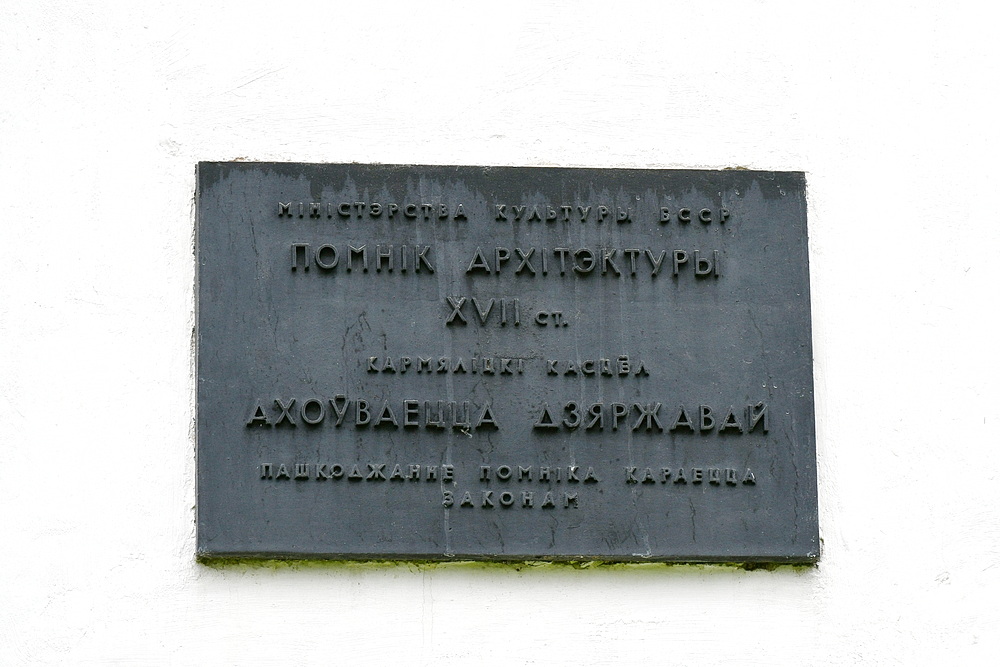 МІНІСТЭРСТВА КУЛЬТУРЫ БССР
ПОМНІК АРХІТЭКТУРЫ
XVII ст.
КАРМЯЛІЦКІ КАСЦЁЛ
АХОЎВАЕЦЦА ДЗЯРЖАВАЙ
ПАШКОДЖАННЕ ПОМНІКА КАРАЕЦЦА
ЗАКОНАМ